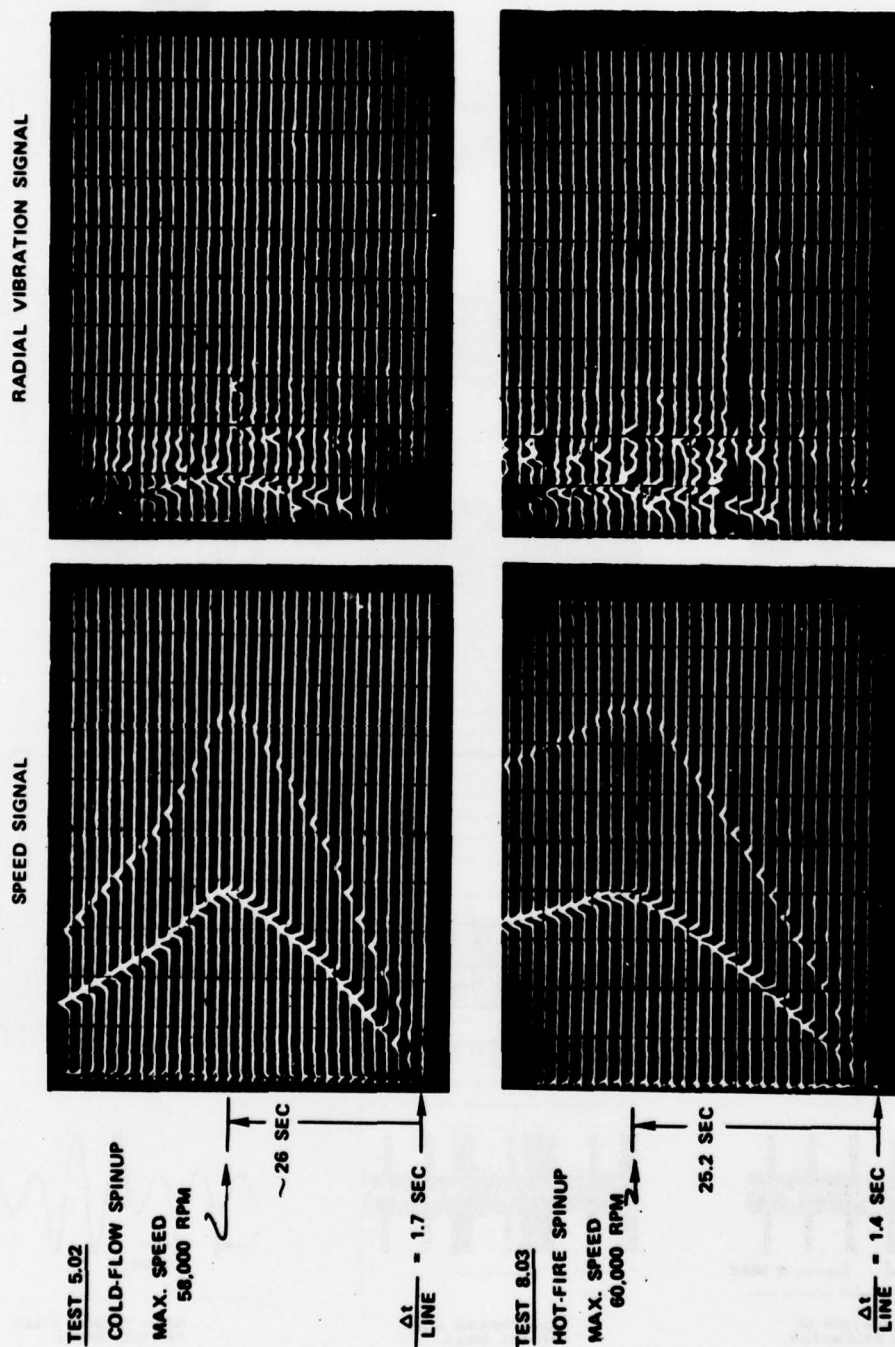 SPEED SIGNAL
RADIAL VIBRATION SIGNAL
TEST 5.02
COLD-FLOW SPINUP
MAX. SPEED
58,000 RPM
~ 26 SEC
Δt
LINE
= 1.7 SEC
TEST 8.03
HOT-FIRE SPINUP
MAX. SPEED
60,000 RPM
25.2 SEC
Δt
LINE
= 1.4 SEC